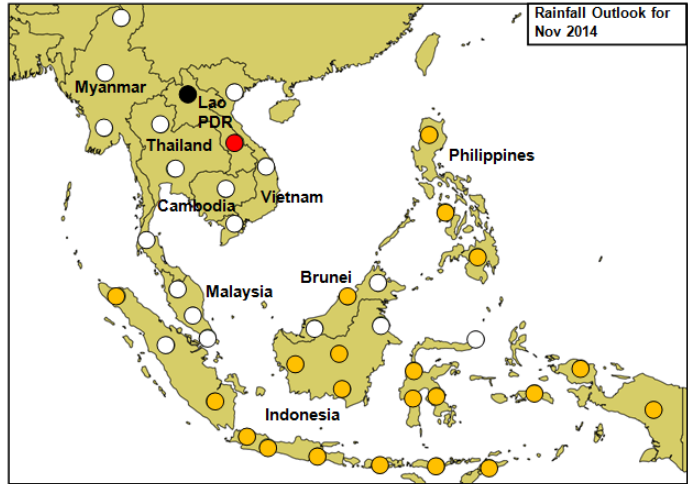 Rainfall Outlook for
Nov 2014
Myanmar
Lao
PDR
Thailand
Philippines
Cambodia
Vietnam
Brunei
Malaysia
Indonesia